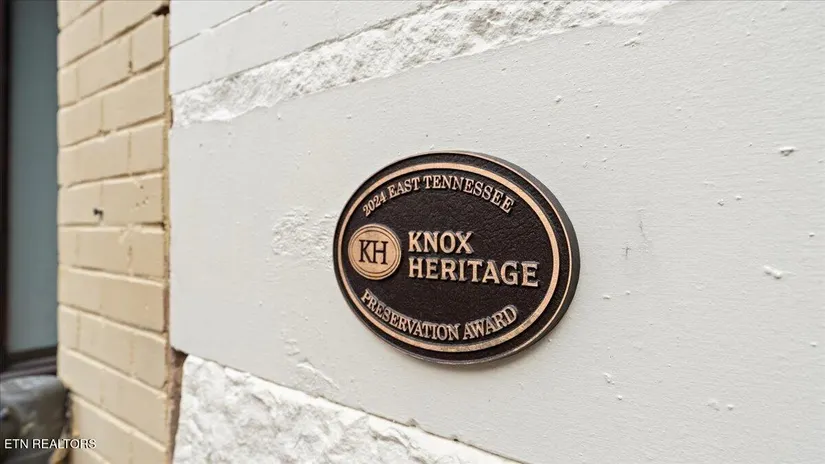 2024 EAST TENNESSEE
KH
KNOX
HERITAGE
PRESERVATION AWARD
ETN REALTORS